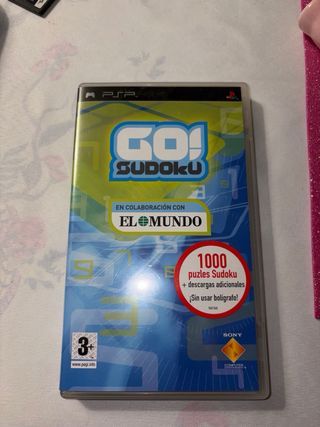 PSP
GO!
SUDOKU
EN COLABORACIÓN CON
EL MUNDO
1000
puzles Sudoku
+ descargas adicionales
¡Sin usar bolígrafo!
3+
www.pegi.info
SONY